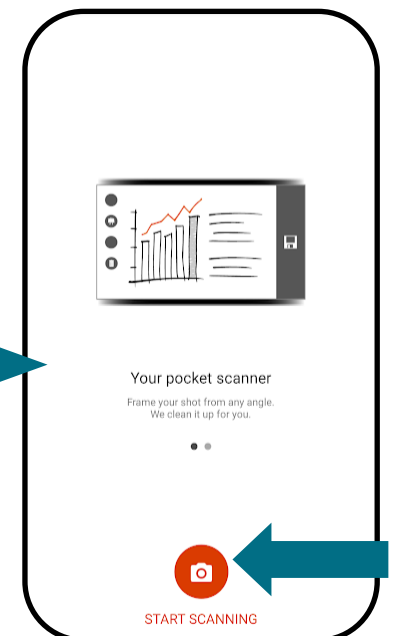 Your pocket scanner
Frame your shot from any angle.
We clean it up for you.
START SCANNING